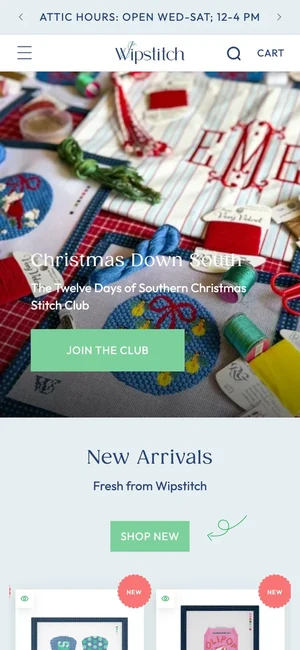 ATTIC HOURS: OPEN WED-SAT; 12-4 PM
Wipstitch
CART
EME
Christmas Down South
The Twelve Days of Southern Christmas
Stitch Club
JOIN THE CLUB
New Arrivals
Fresh from Wipstitch
SHOP NEW
NEW
NEW